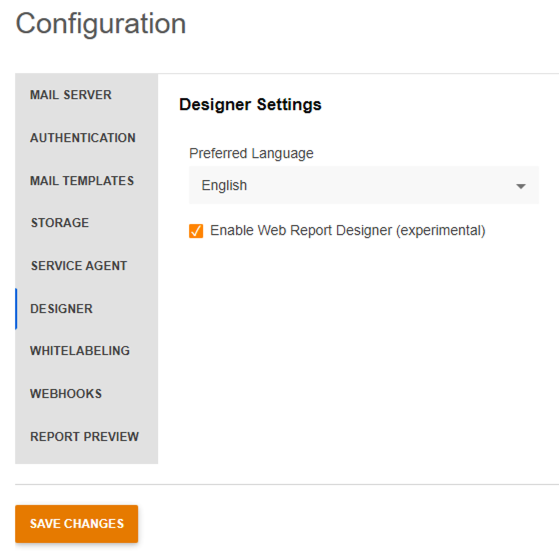 Configuration
MAIL SERVER
AUTHENTICATION
MAIL TEMPLATES
STORAGE
SERVICE AGENT
DESIGNER
WHITELABELING
WEBHOOKS
REPORT PREVIEW
Designer Settings
Preferred Language
English
Enable Web Report Designer (experimental)
SAVE CHANGES